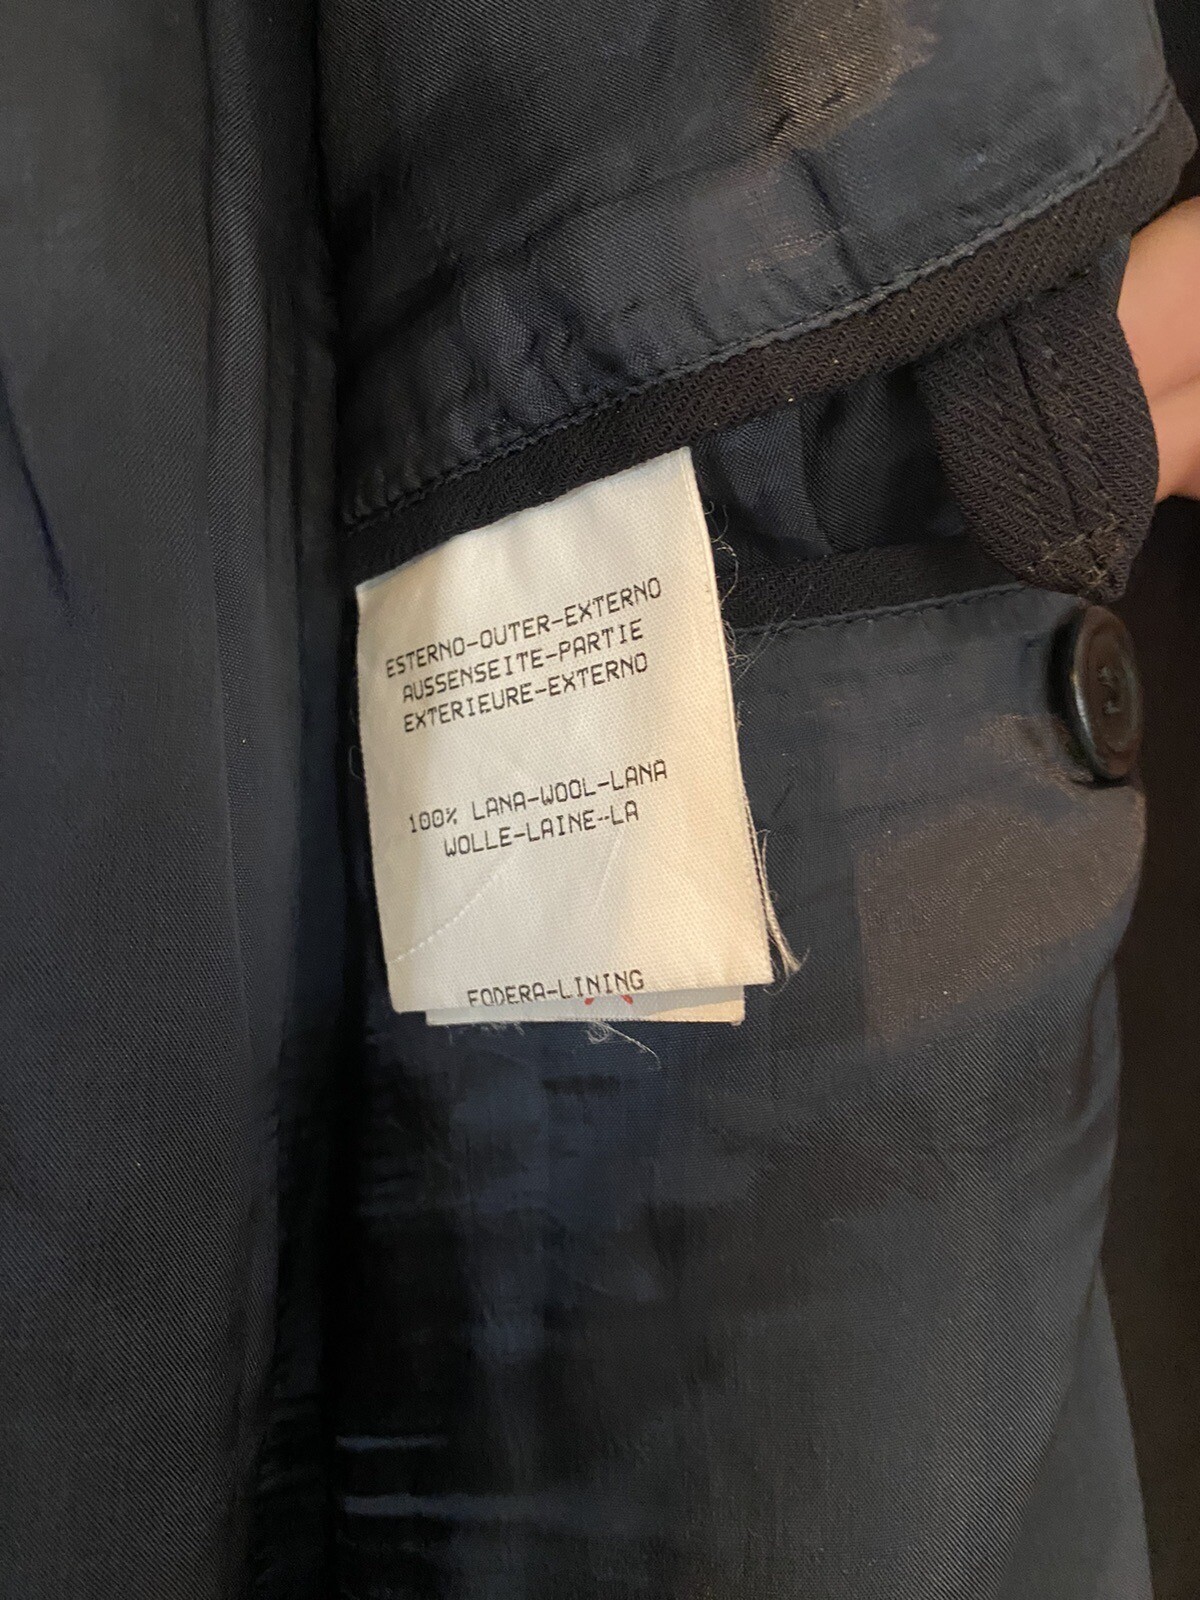 ESTERNO-OUTER-EXTERNO
AUSSENSEITE-PARTIE
EXTERIEURE-EXTERNO
100% LANA-WOOL-LANA
WOLLE-LAINE-LA
FODERA-LINING